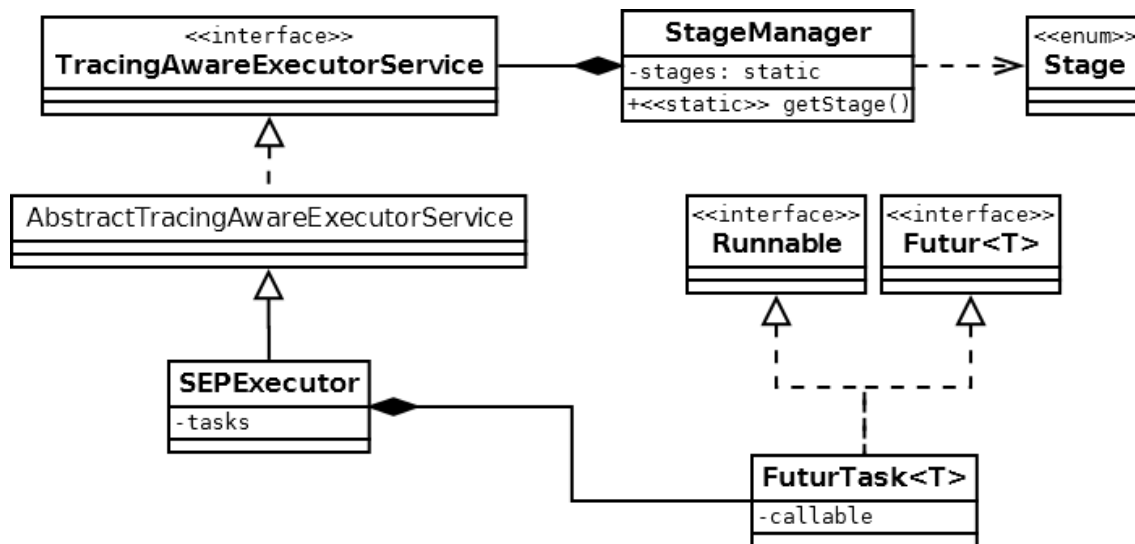 <<interface>>
TracingAwareExecutorService
StageManager
-stages: static
+<<static>> getStage()
<<enum>>
Stage
AbstractTracingAwareExecutorService
<<interface>>
Runnable
<<interface>>
Futur<T>
SEPExecutor
-tasks
FuturTask<T>
-callable